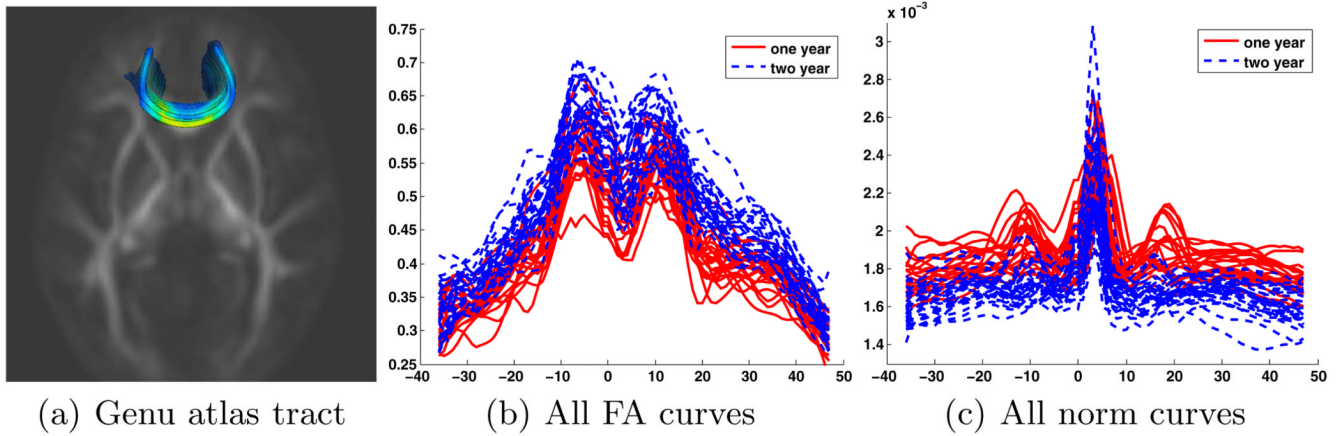 0.75
0.7
0.65
0.6
0.55
0.5
0.45
0.4
0.35
0.3
0.25
−40 −30 −20 −10 0 10 20 30 40 50
one year
two year
x 10⁻³
3
2.8
2.6
2.4
2.2
2
1.8
1.6
1.4
−40 −30 −20 −10 0 10 20 30 40 50
one year
two year
(a) Genu atlas tract
(b) All FA curves
(c) All norm curves